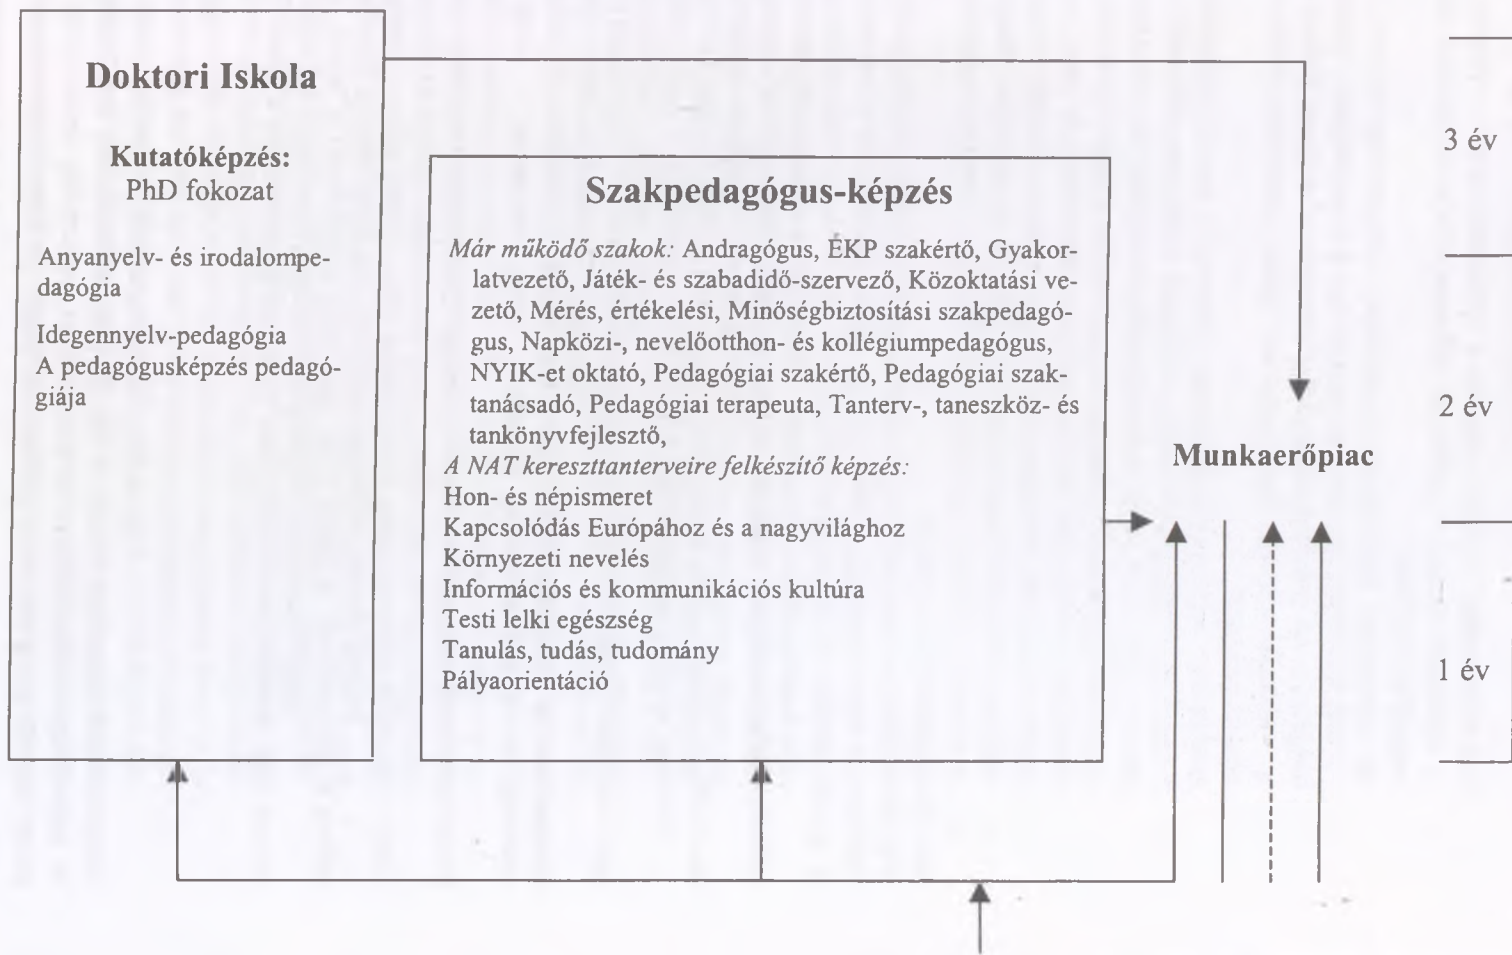 Doktori Iskola
Kutatóképzés:
PhD fokozat
Anyanyelv- és irodalompe-
dagógia
Idegennyelv-pedagógia
A pedagógusképzés pedagó-
giája
Szakpedagógus-képzés
Már működő szakok: Andragógus, ÉKP szakértő, Gyakor-
latvezető, Játék- és szabadidő-szervező, Közoktatási ve-
zető, Mérés, értékelési, Minőségbiztosítási szakpedagó-
gus, Napközi-, nevelőotthon- és kollégiumpedagógus,
NYIK-et oktató, Pedagógiai szakértő, Pedagógiai szak-
tanácsadó, Pedagógiai terapeuta, Tanterv-, taneszköz- és
tankönyvfejlesztő,
A NAT kereszttanterveire felkészítő képzés:
Hon- és népismeret
Kapcsolódás Európához és a nagyvilághoz
Környezeti nevelés
Információs és kommunikációs kultúra
Testi lelki egészség
Tanulás, tudás, tudomány
Pályaorientáció
Munkaerőpiac
3 év
2 év
1 év